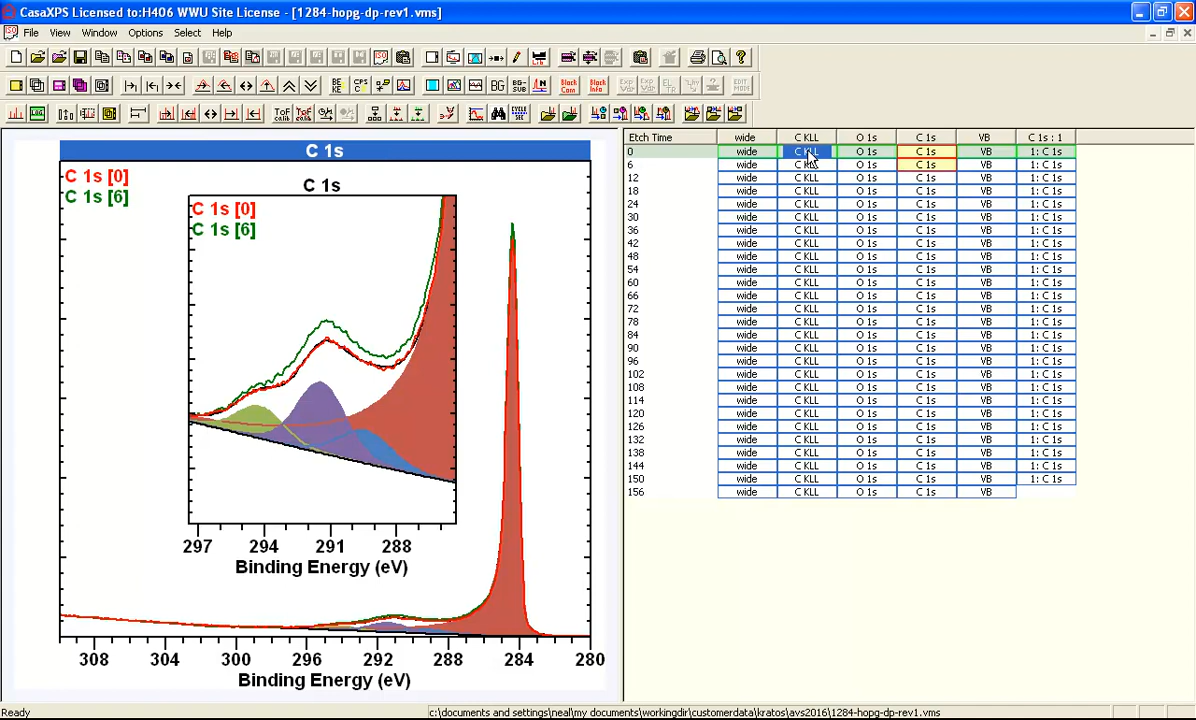 CasaXPS Licensed to:H406 WWU Site License - [1284-hopg-dp-rev1.vms]
File View Window Options Select Help
C 1s
C 1s [0]
C 1s [6]
C 1s
C 1s [0]
C 1s [6]
297 294 291 288
Binding Energy (eV)
308 304 300 296 292 288 284 280
Binding Energy (eV)
Etch Time wide C KLL O 1s C 1s VB C 1s : 1
0 wide C KLL O 1s C 1s VB 1: C 1s
6 wide C KLL O 1s C 1s VB 1: C 1s
12 wide C KLL O 1s C 1s VB 1: C 1s
18 wide C KLL O 1s C 1s VB 1: C 1s
24 wide C KLL O 1s C 1s VB 1: C 1s
30 wide C KLL O 1s C 1s VB 1: C 1s
36 wide C KLL O 1s C 1s VB 1: C 1s
42 wide C KLL O 1s C 1s VB 1: C 1s
48 wide C KLL O 1s C 1s VB 1: C 1s
54 wide C KLL O 1s C 1s VB 1: C 1s
60 wide C KLL O 1s C 1s VB 1: C 1s
66 wide C KLL O 1s C 1s VB 1: C 1s
72 wide C KLL O 1s C 1s VB 1: C 1s
78 wide C KLL O 1s C 1s VB 1: C 1s
84 wide C KLL O 1s C 1s VB 1: C 1s
90 wide C KLL O 1s C 1s VB 1: C 1s
96 wide C KLL O 1s C 1s VB 1: C 1s
102 wide C KLL O 1s C 1s VB 1: C 1s
108 wide C KLL O 1s C 1s VB 1: C 1s
114 wide C KLL O 1s C 1s VB 1: C 1s
120 wide C KLL O 1s C 1s VB 1: C 1s
126 wide C KLL O 1s C 1s VB 1: C 1s
132 wide C KLL O 1s C 1s VB 1: C 1s
138 wide C KLL O 1s C 1s VB 1: C 1s
144 wide C KLL O 1s C 1s VB 1: C 1s
150 wide C KLL O 1s C 1s VB 1: C 1s
156 wide C KLL O 1s C 1s VB
Ready
c:\documents and settings\neal\my documents\workingdir\customerdata\kratos\avs2016\1284-hopg-dp-rev1.vms